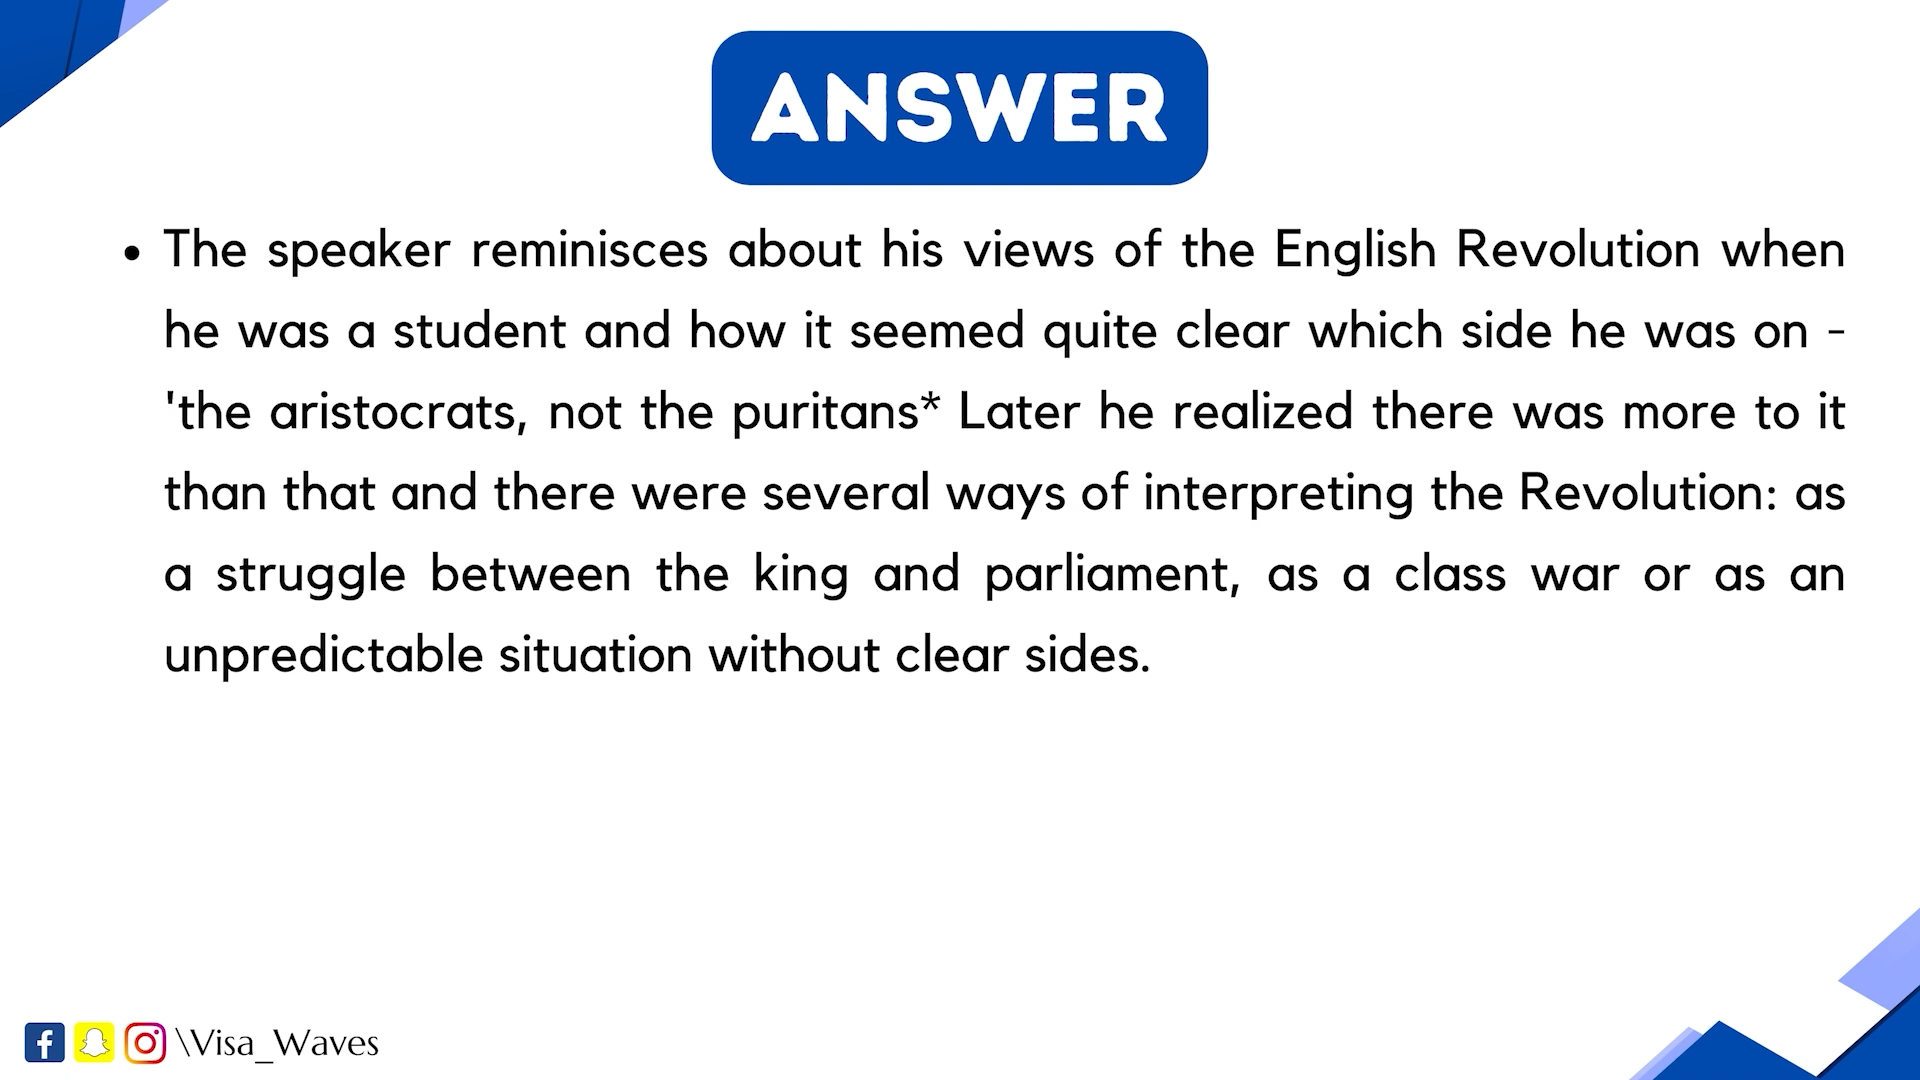 ANSWER
• The speaker reminisces about his views of the English Revolution when
he was a student and how it seemed quite clear which side he was on -
'the aristocrats, not the puritans* Later he realized there was more to it
than that and there were several ways of interpreting the Revolution: as
a struggle between the king and parliament, as a class war or as an
unpredictable situation without clear sides.
\Visa_Waves